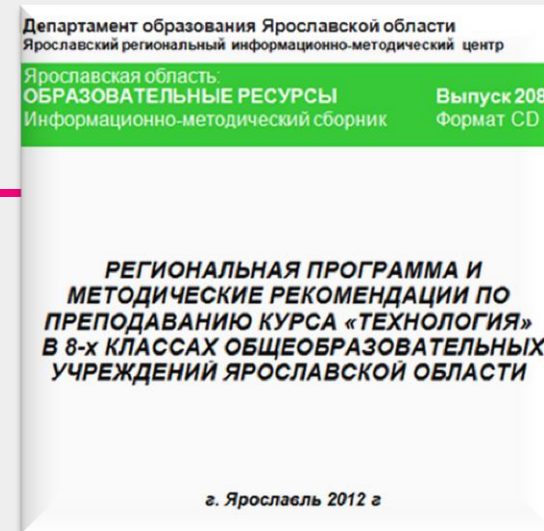 Департамент образования Ярославской области
Ярославский региональный информационно-методический центр
Ярославская область:
ОБРАЗОВАТЕЛЬНЫЕ РЕСУРСЫ Выпуск 208
Информационно-методический сборник Формат CD
РЕГИОНАЛЬНАЯ ПРОГРАММА И
МЕТОДИЧЕСКИЕ РЕКОМЕНДАЦИИ ПО
ПРЕПОДАВАНИЮ КУРСА «ТЕХНОЛОГИЯ»
В 8-х КЛАССАХ ОБЩЕОБРАЗОВАТЕЛЬНЫХ
УЧРЕЖДЕНИЙ ЯРОСЛАВСКОЙ ОБЛАСТИ
г. Ярославль 2012 г